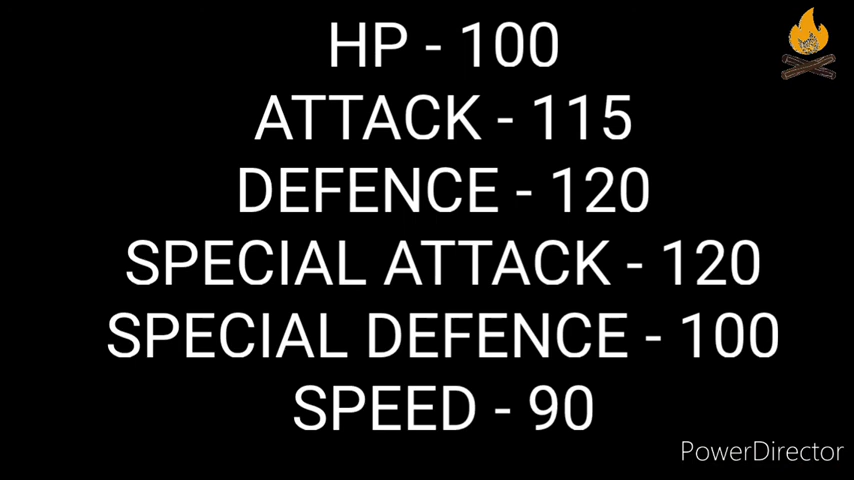 HP - 100
ATTACK - 115
DEFENCE - 120
SPECIAL ATTACK - 120
SPECIAL DEFENCE - 100
SPEED - 90
PowerDirector